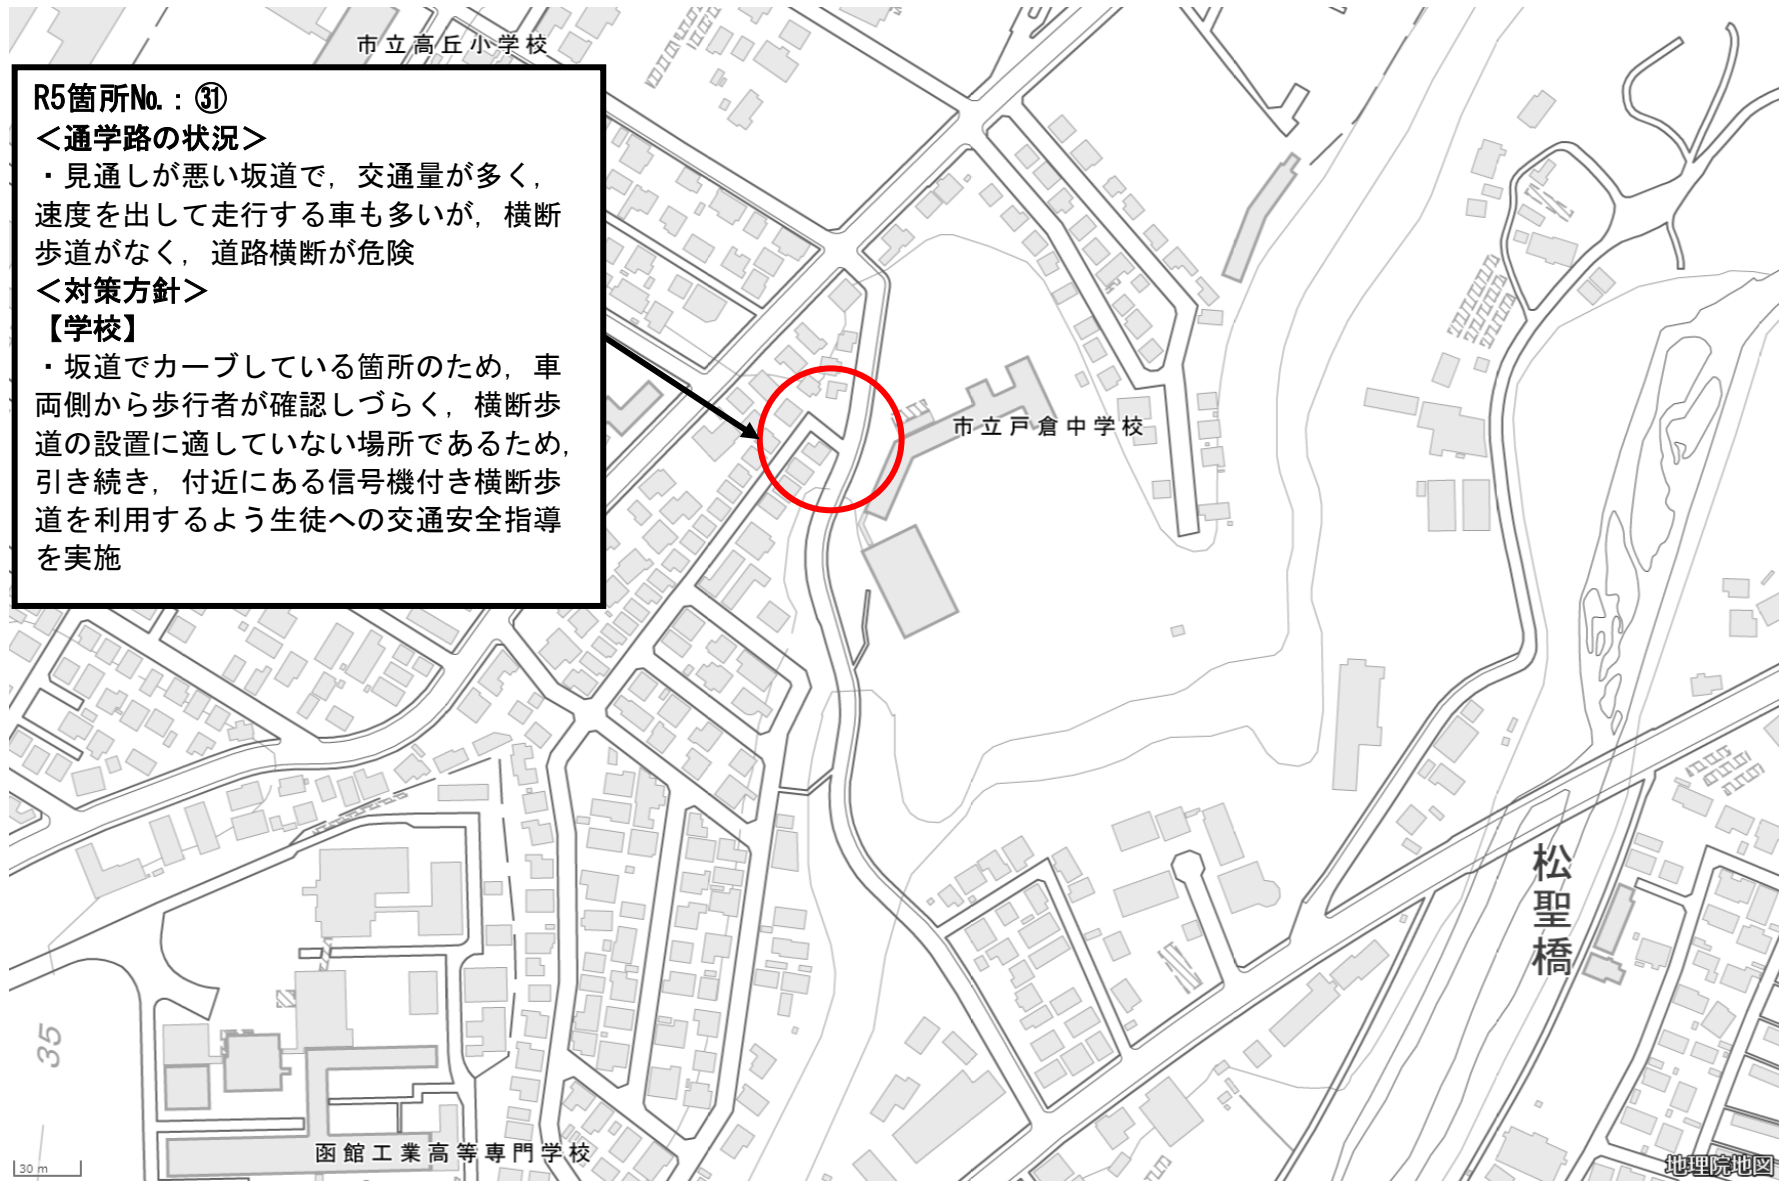 市立高丘小学校
R5箇所No.：㉛
＜通学路の状況＞
・見通しが悪い坂道で，交通量が多く，
速度を出して走行する車も多いが，横断
歩道がなく，道路横断が危険
＜対策方針＞
【学校】
・坂道でカーブしている箇所のため，車
両側から歩行者が確認しづらく，横断歩
道の設置に適していない場所であるため，
引き続き，付近にある信号機付き横断歩
道を利用するよう生徒への交通安全指導
を実施
市立戸倉中学校
松聖橋
35
函館工業高等専門学校
30 m
地理院地図